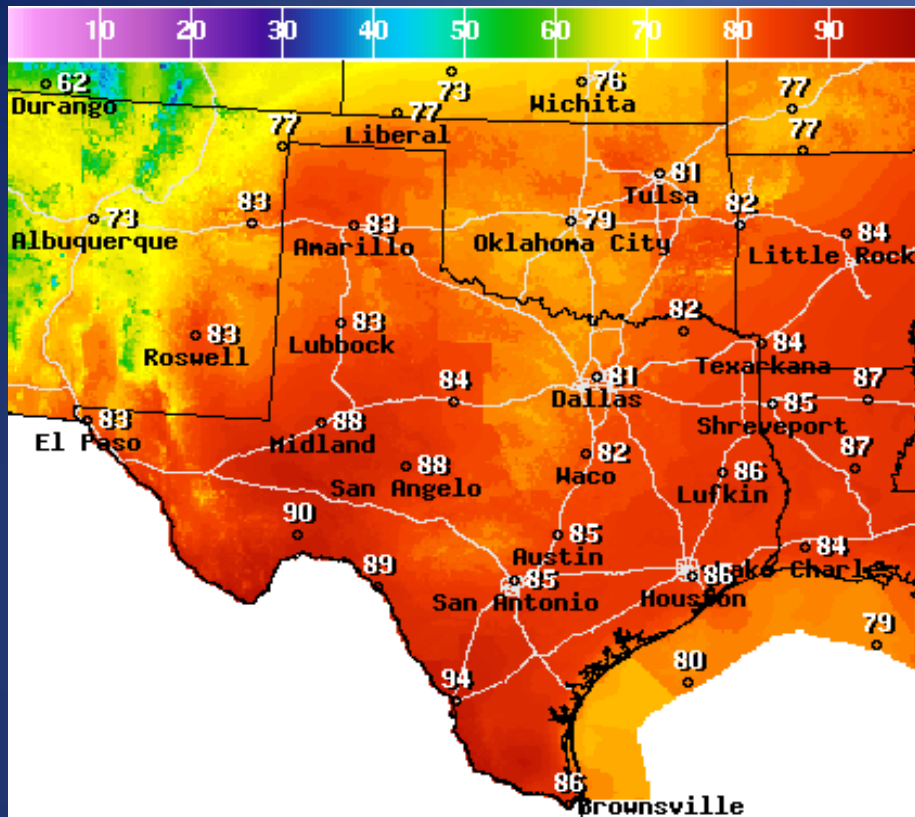 10 20 30 40 50 60 70 80 90
62
Durango
73
77
Liberal
76
Wichita
77
77
77
73
Albuquerque
83
83
Amarillo
79
Oklahoma City
81
Tulsa
82
84
Little Rock
83
Roswell
83
Lubbock
82
84
Texarkana
83
El Paso
88
Midland
84
81
Dallas
85
Shreveport
87
88
San Angelo
82
Waco
86
Lufkin
87
90
89
85
Austin
85
San Antonio
86
Houston
84
Lake Charles
94
80
79
86
Brownsville